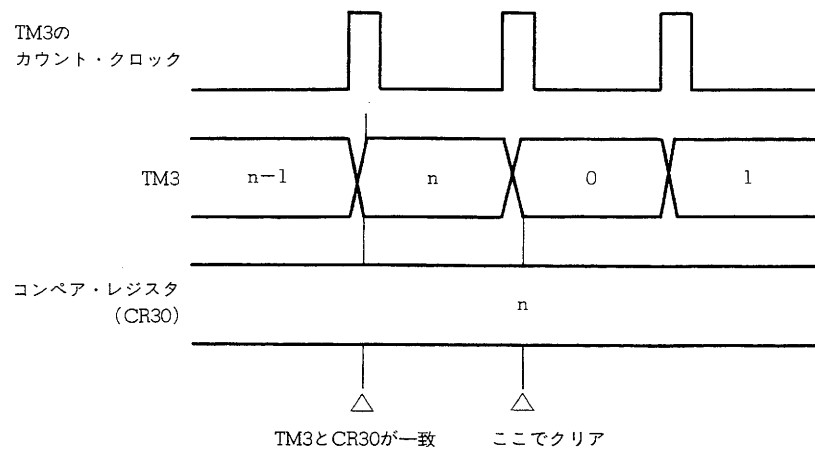 TM3の
カウント・クロック
TM3
n−1
n
0
1
コンペア・レジスタ
(CR30)
n
TM3とCR30が一致
ここでクリア